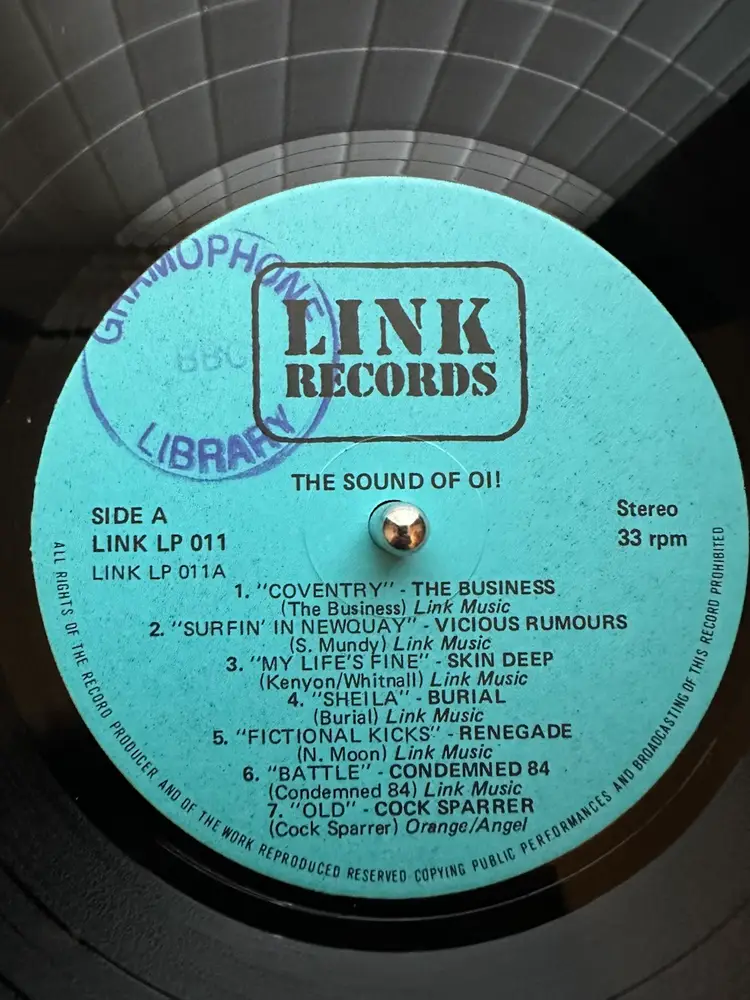 GRAMOPHONE
BBC
LIBRARY
LINK
RECORDS
THE SOUND OF OI!
SIDE A
LINK LP 011
LINK LP 011A
Stereo
33 rpm
1. "COVENTRY" - THE BUSINESS
(The Business) Link Music
2. "SURFIN' IN NEWQUAY" - VICIOUS RUMOURS
(S. Mundy) Link Music
3. "MY LIFE'S FINE" - SKIN DEEP
(Kenyon/Whitnall) Link Music
4. "SHEILA" - BURIAL
(Burial) Link Music
5. "FICTIONAL KICKS" - RENEGADE
(N. Moon) Link Music
6. "BATTLE" - CONDEMNED 84
(Condemned 84) Link Music
7. "OLD" - COCK SPARRER
(Cock Sparrer) Orange/Angel
ALL RIGHTS OF THE RECORD PRODUCER AND OF THE WORK REPRODUCED RESERVED COPYING PUBLIC PERFORMANCES AND BROADCASTING OF THIS RECORD PROHIBITED